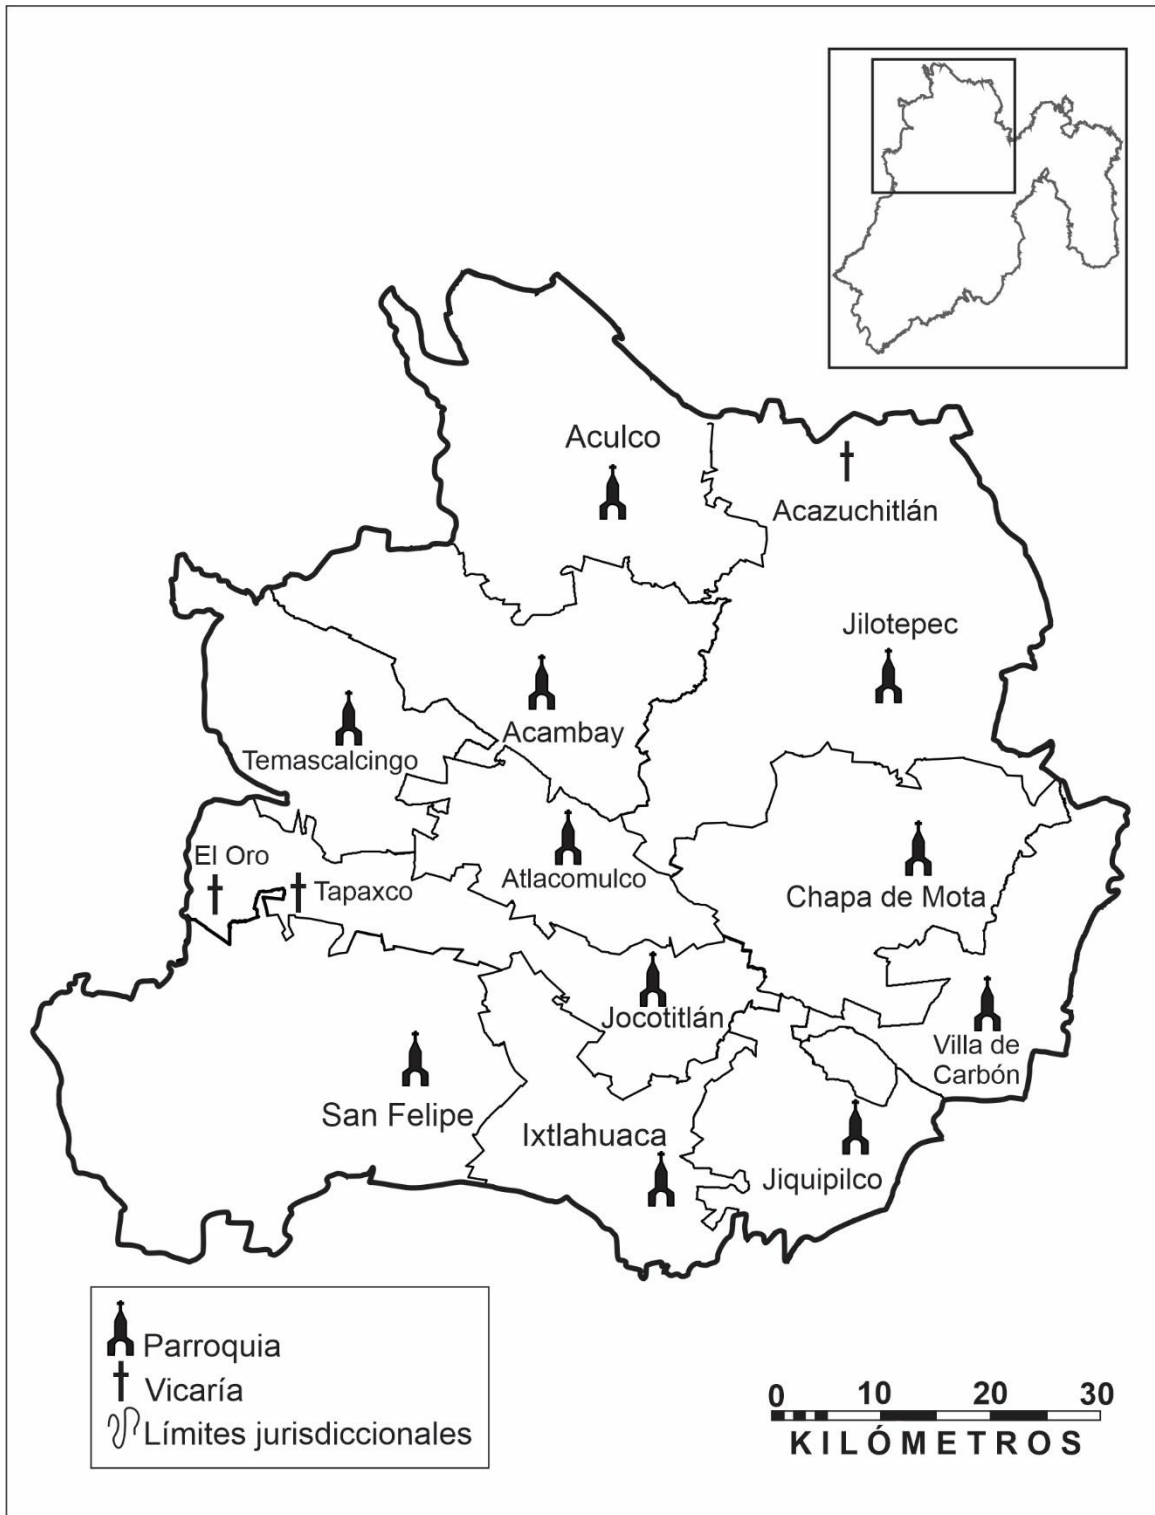 Aculco
Acazuchitlán
Jilotepec
Acambay
Temascalcingo
El Oro
Tapaxco
Atlacomulco
Chapa de Mota
Jocotitlán
Villa de
Carbón
San Felipe
Ixtlahuaca
Jiquipilco
Parroquia
Vicaría
Límites jurisdiccionales
0 10 20 30
KILÓMETROS